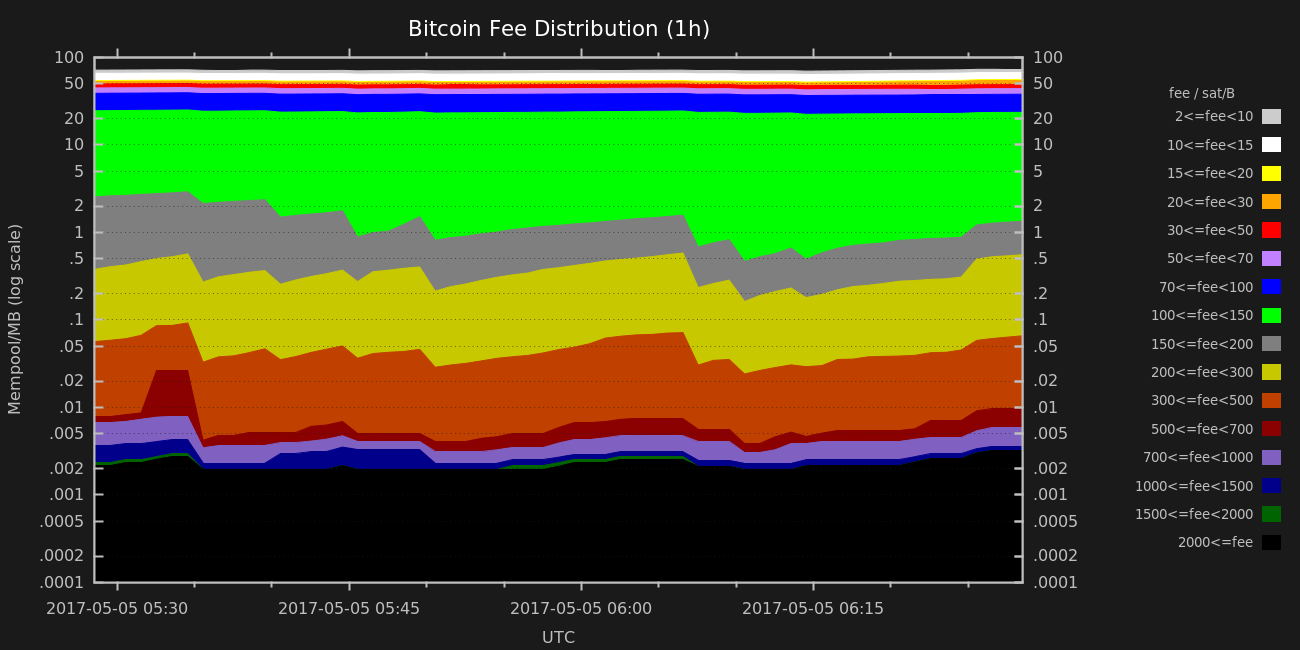 Bitcoin Fee Distribution (1h)
Mempool/MB (log scale)
100
50
20
10
5
2
1
.5
.2
.1
.05
.02
.01
.005
.002
.001
.0005
.0002
.0001
100
50
20
10
5
2
1
.5
.2
.1
.05
.02
.01
.005
.002
.001
.0005
.0002
.0001
2017-05-05 05:30 2017-05-05 05:45 2017-05-05 06:00 2017-05-05 06:15
UTC
fee / sat/B
2<=fee<10
10<=fee<15
15<=fee<20
20<=fee<30
30<=fee<50
50<=fee<70
70<=fee<100
100<=fee<150
150<=fee<200
200<=fee<300
300<=fee<500
500<=fee<700
700<=fee<1000
1000<=fee<1500
1500<=fee<2000
2000<=fee